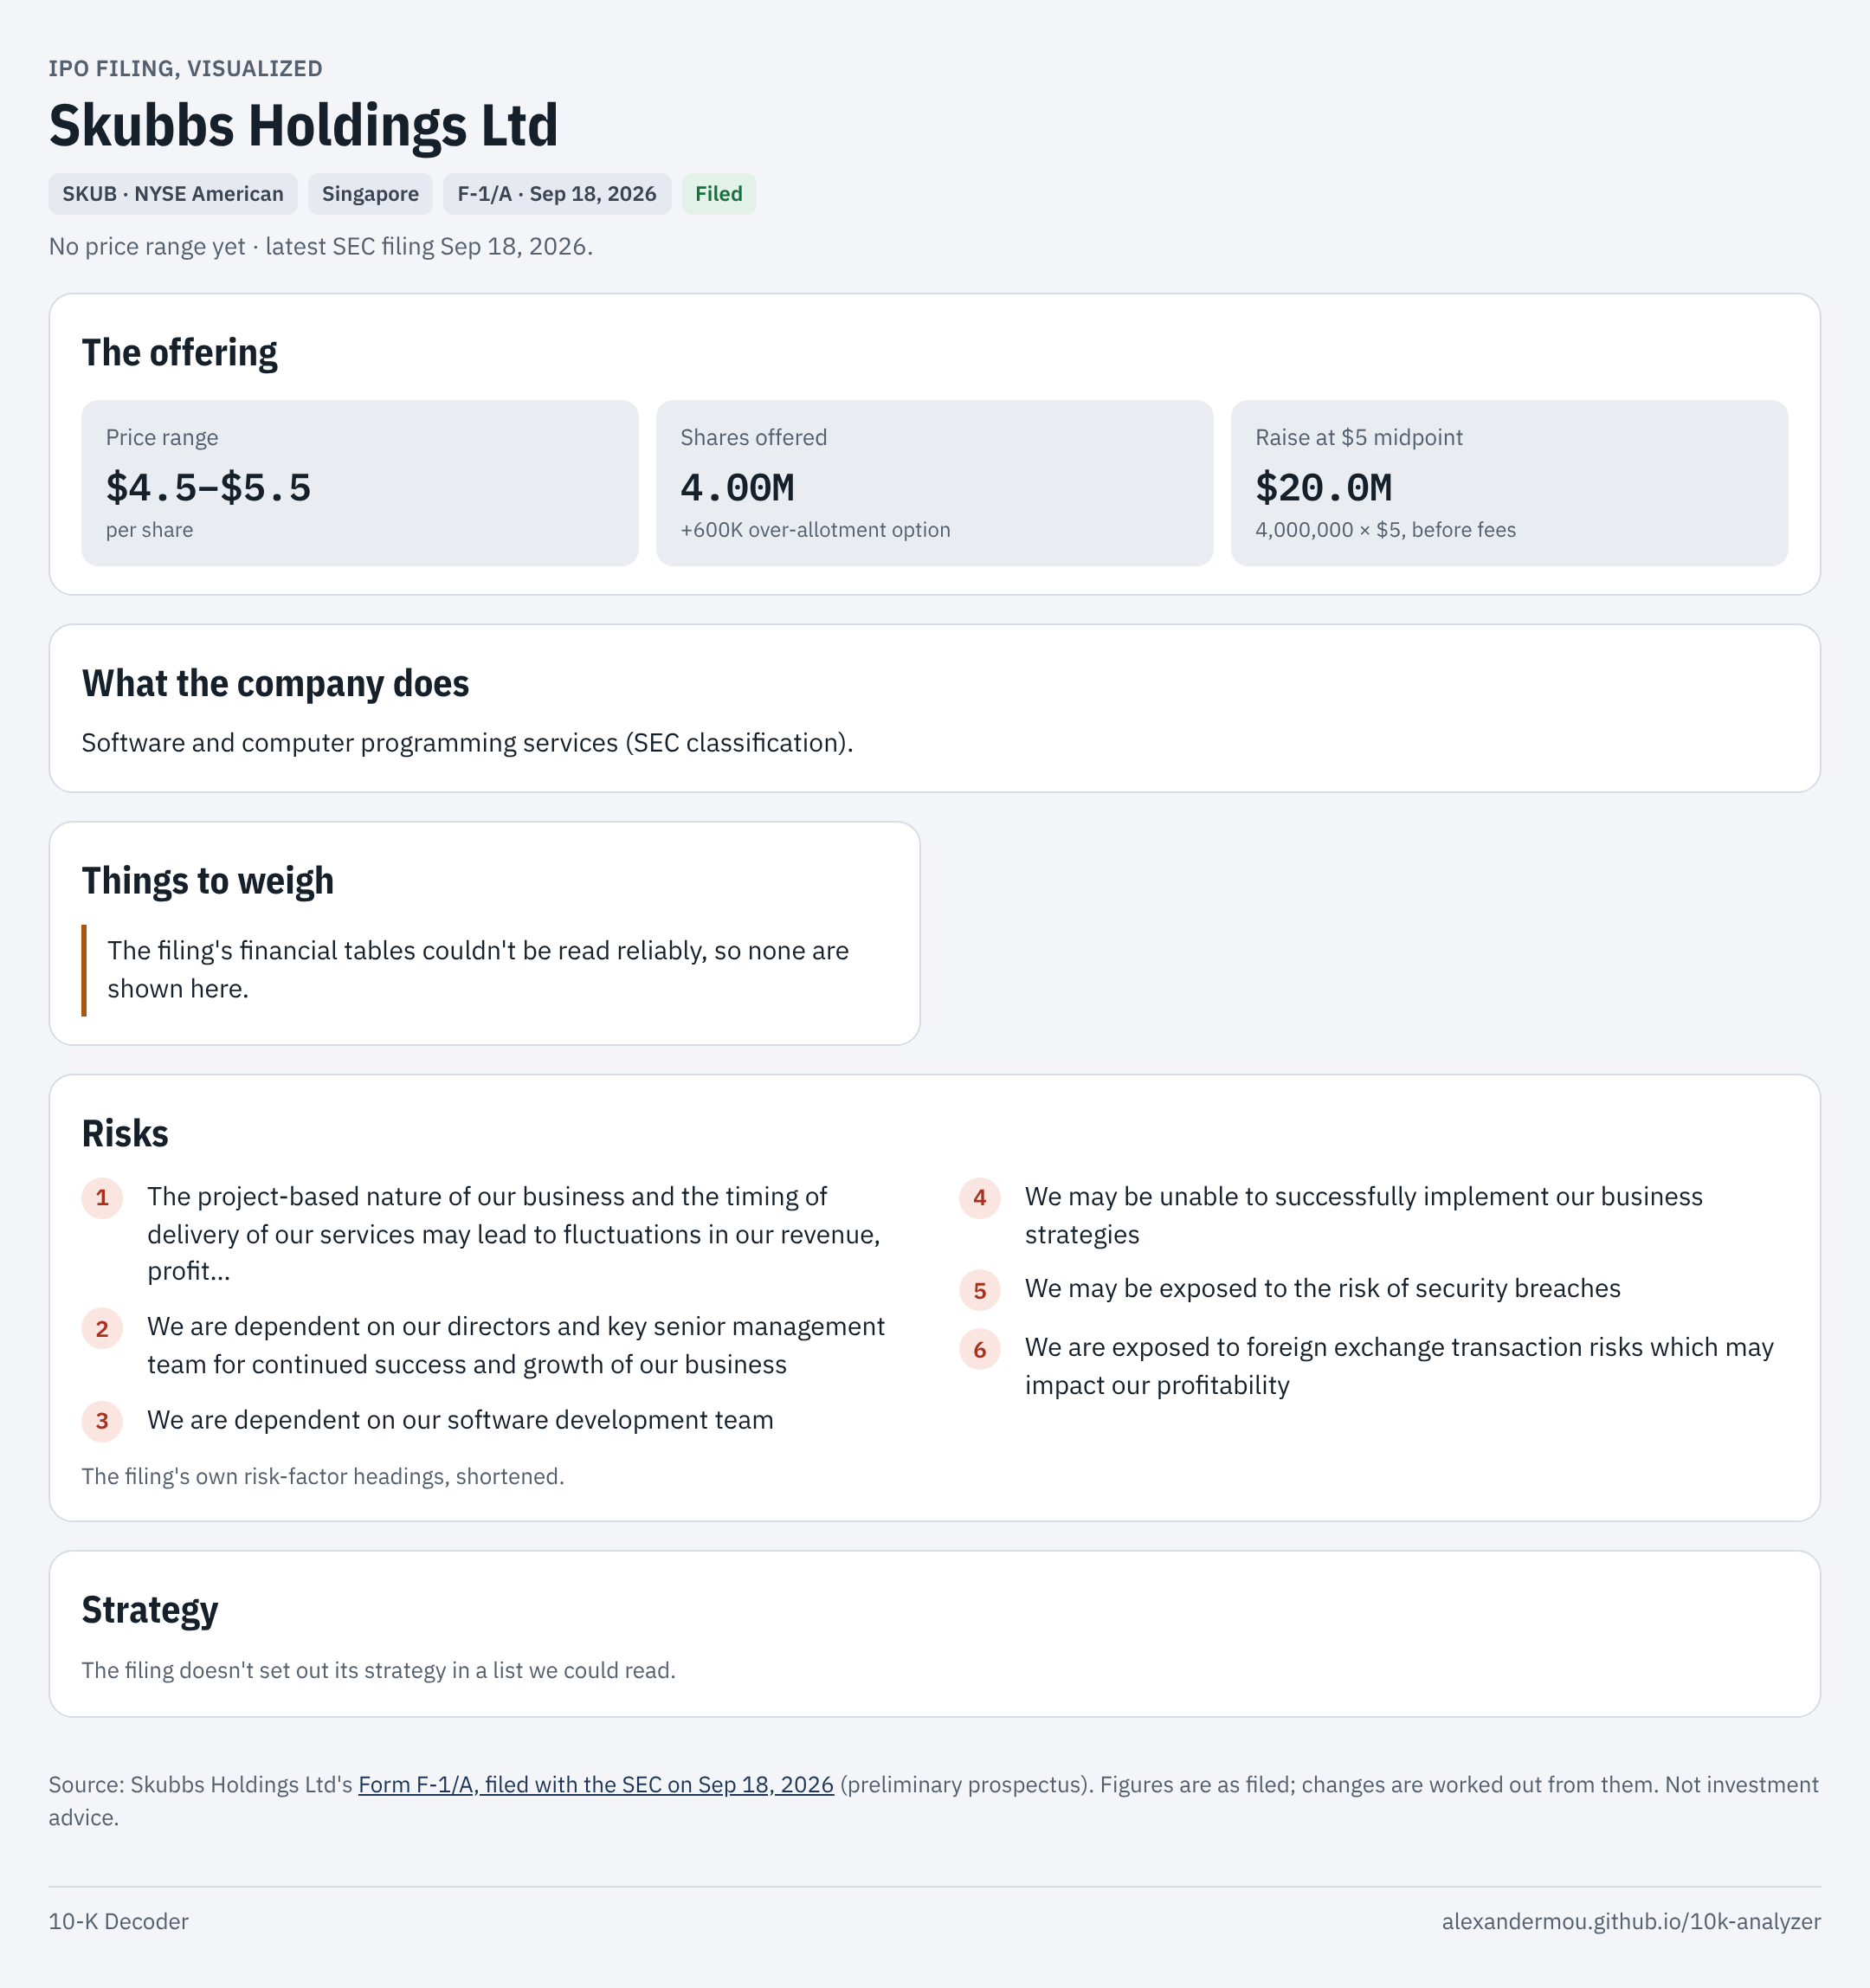 IPO FILING, VISUALIZED
Skubbs Holdings Ltd
SKUB · NYSE American
Singapore
F-1/A · Sep 18, 2026
Filed
No price range yet · latest SEC filing Sep 18, 2026.
The offering
Price range
$4.5–$5.5
per share
Shares offered
4.00M
+600K over-allotment option
Raise at $5 midpoint
$20.0M
4,000,000 × $5, before fees
What the company does
Software and computer programming services (SEC classification).
Things to weigh
The filing's financial tables couldn't be read reliably, so none are
shown here.
Risks
1 The project-based nature of our business and the timing of
delivery of our services may lead to fluctuations in our revenue,
profit…
2 We are dependent on our directors and key senior management
team for continued success and growth of our business
3 We are dependent on our software development team
4 We may be unable to successfully implement our business
strategies
5 We may be exposed to the risk of security breaches
6 We are exposed to foreign exchange transaction risks which may
impact our profitability
The filing's own risk-factor headings, shortened.
Strategy
The filing doesn't set out its strategy in a list we could read.
Source: Skubbs Holdings Ltd's Form F-1/A, filed with the SEC on Sep 18, 2026 (preliminary prospectus). Figures are as filed; changes are worked out from them. Not investment
advice.
10-K Decoder
alexandermou.github.io/10k-analyzer